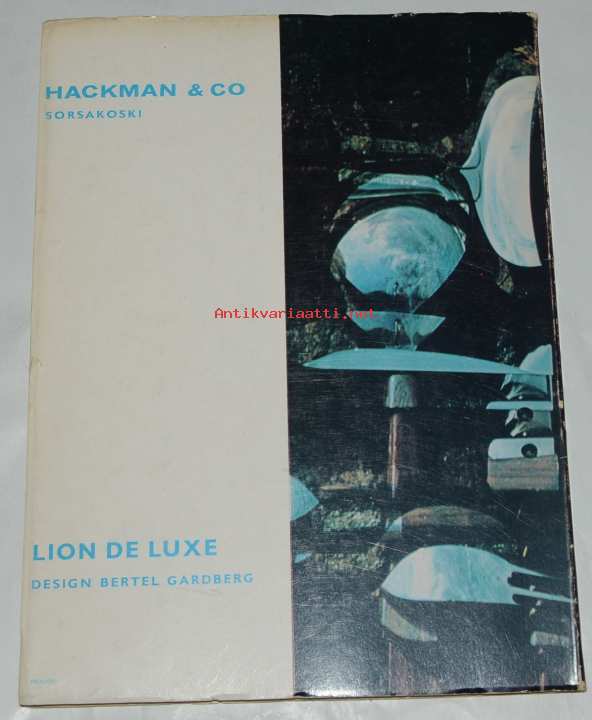 HACKMAN & CO
SORSAKOSKI
Antikvariaatti.net
LION DE LUXE
DESIGN BERTEL GARDBERG